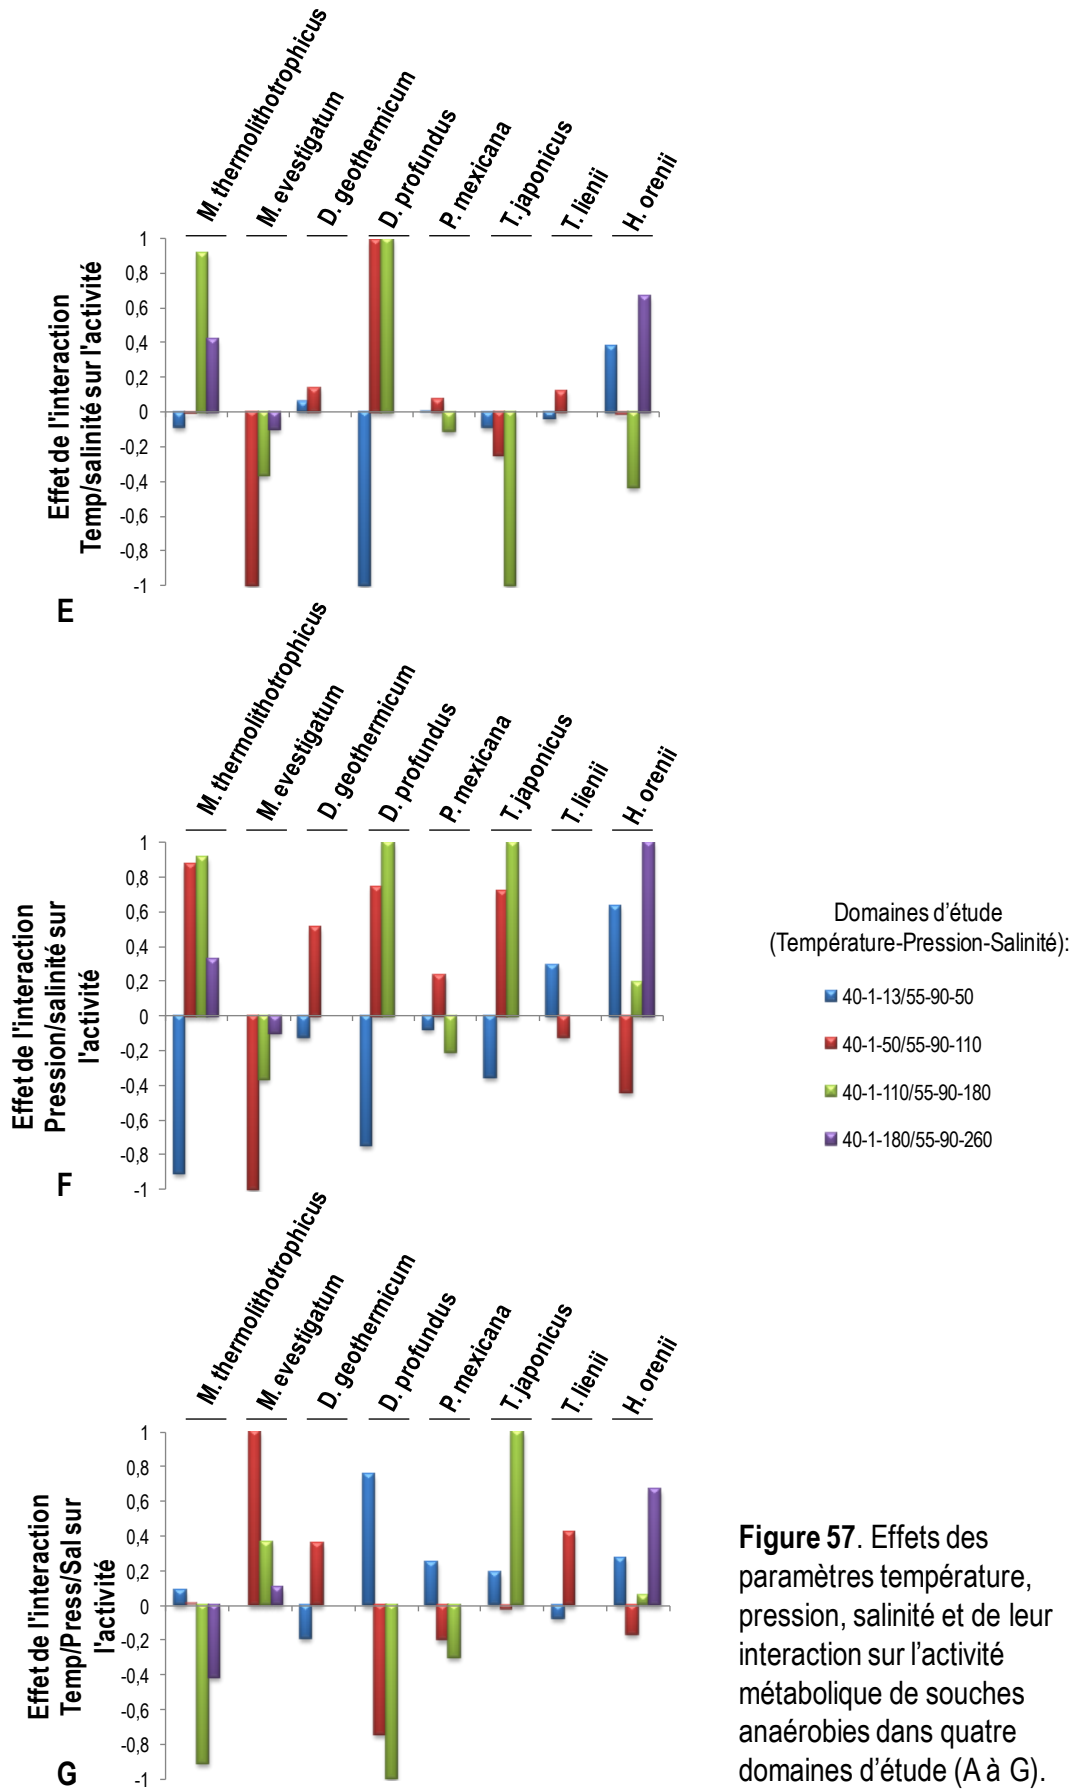 M. thermolithotrophicus
M. evestigatum
D. geothermicum
D. profundus
P. mexicana
T. japonicus
T. lienii
H. orenii
Effet de l'interaction
Temp/salinité sur l'activité
1
0,8
0,6
0,4
0,2
0
-0,2
-0,4
-0,6
-0,8
-1
E
M. thermolithotrophicus
M. evestigatum
D. geothermicum
D. profundus
P. mexicana
T. japonicus
T. lienii
H. orenii
Effet de l'interaction
Pression/salinité sur
l'activité
1
0,8
0,6
0,4
0,2
0
-0,2
-0,4
-0,6
-0,8
-1
F
Domaines d'étude
(Température-Pression-Salinité):
40-1-13/55-90-50
40-1-50/55-90-110
40-1-110/55-90-180
40-1-180/55-90-260
M. thermolithotrophicus
M. evestigatum
D. geothermicum
D. profundus
P. mexicana
T. japonicus
T. lienii
H. orenii
Effet de l'interaction
Temp/Press/Sal sur
l'activité
1
0,8
0,6
0,4
0,2
0
-0,2
-0,4
-0,6
-0,8
-1
G
Figure 57. Effets des
paramètres température,
pression, salinité et de leur
interaction sur l'activité
métabolique de souches
anaérobies dans quatre
domaines d'étude (A à G).